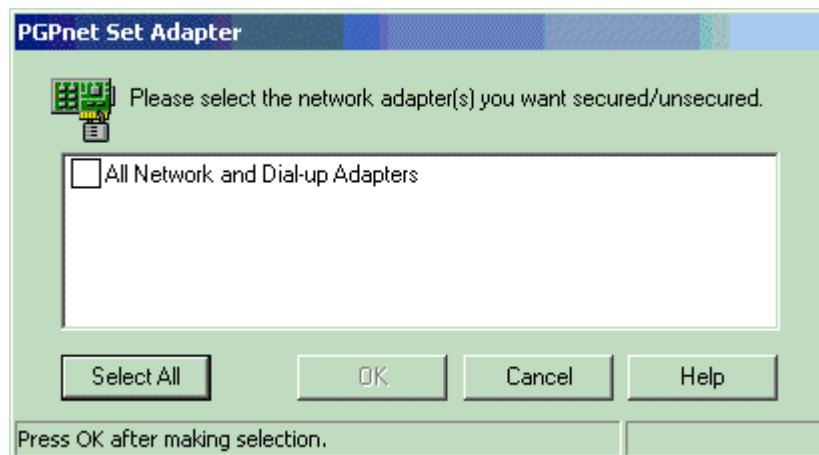 PGPnet Set Adapter
Please select the network adapter(s) you want secured/unsecured.
All Network and Dial-up Adapters
Select All
OK
Cancel
Help
Press OK after making selection.